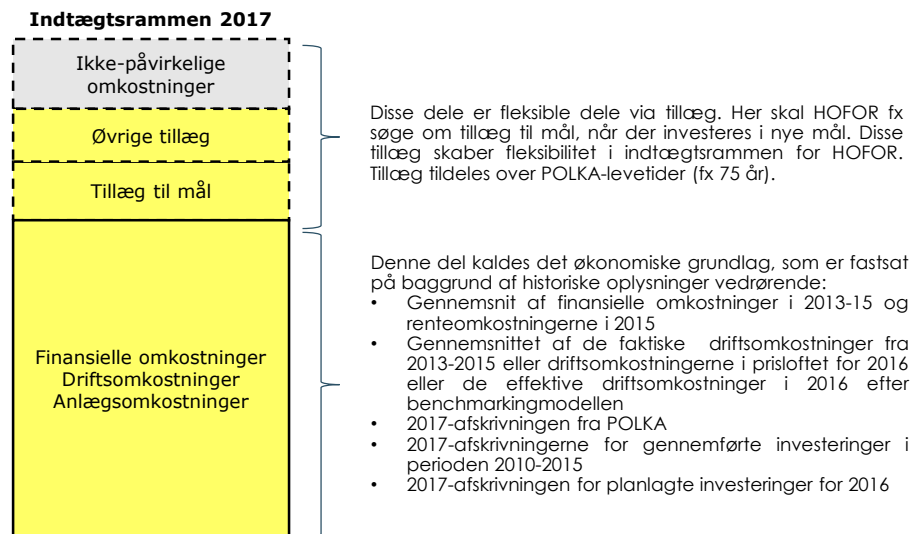 Indtægtsrammen 2017
Ikke-påvirkelige
omkostninger
Øvrige tillæg
Tillæg til mål
Disse dele er fleksible dele via tillæg. Her skal HOFOR fx
søge om tillæg til mål, når der investeres i nye mål. Disse
tillæg skaber fleksibilitet i indtægtsrammen for HOFOR.
Tillæg tildeles over POLKA-levetider (fx 75 år).
Finansielle omkostninger
Driftsomkostninger
Anlægsomkostninger
Denne del kaldes det økonomiske grundlag, som er fastsat
på baggrund af historiske oplysninger vedrørende:
• Gennemsnit af finansielle omkostninger i 2013-15 og
renteomkostningerne i 2015
• Gennemsnittet af de faktiske driftsomkostninger fra
2013-2015 eller driftsomkostningerne i prisloftet for 2016
eller de effektive driftsomkostninger i 2016 efter
benchmarkingmodellen
• 2017-afskrivningen fra POLKA
• 2017-afskrivningerne for gennemførte investeringer i
perioden 2010-2015
• 2017-afskrivningen for planlagte investeringer for 2016